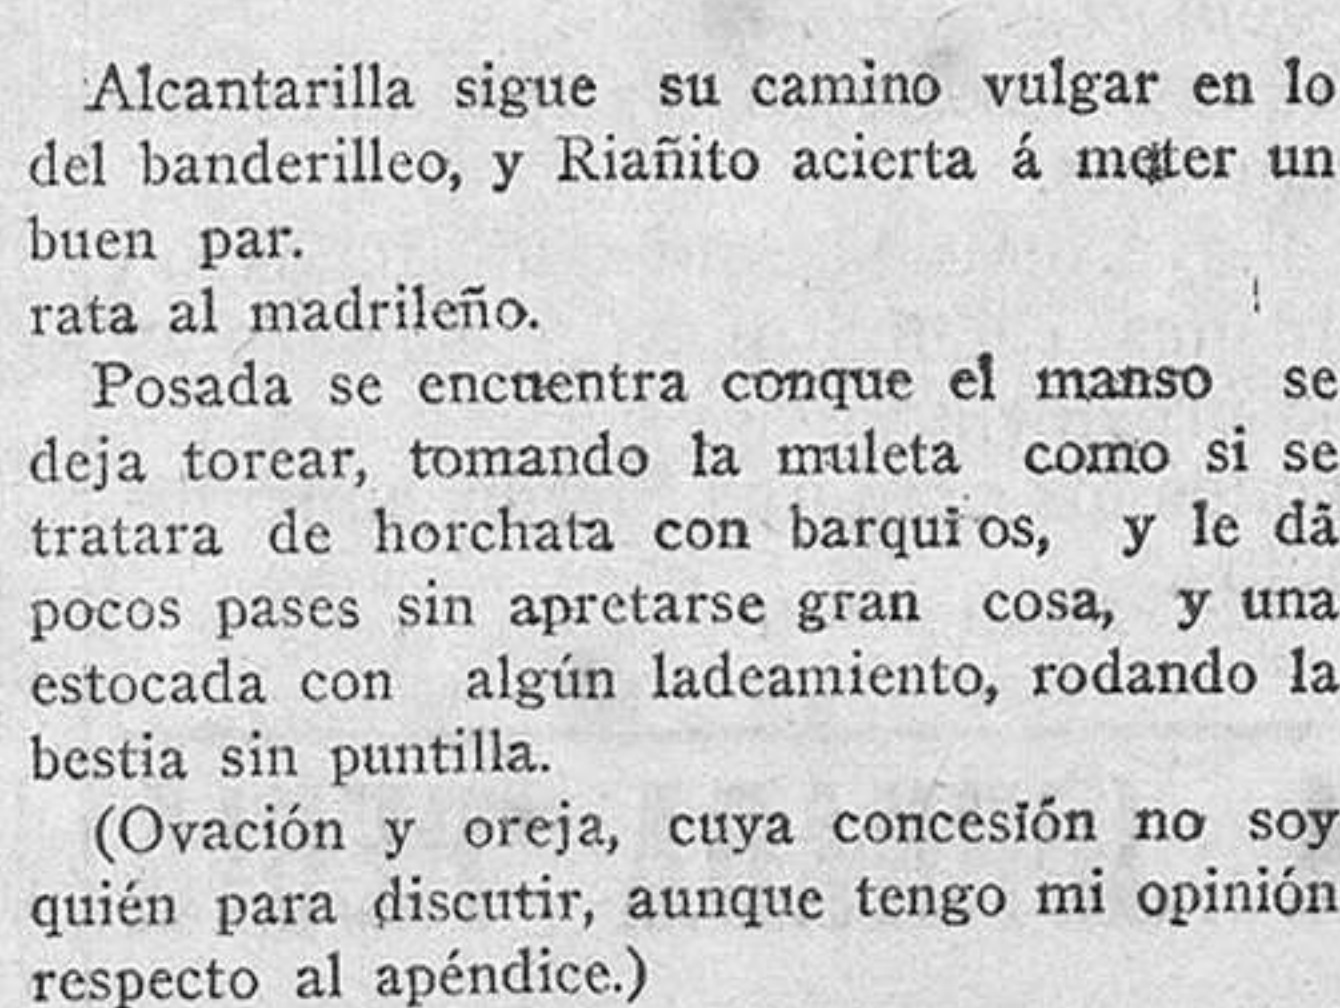 Alcantarilla sigue su camino vulgar en lo
del banderilleo, y Riañito acierta á meter un
buen par.
rata al madrileño.
Posada se encuentra conque el manso se
deja torear, tomando la muleta como si se
tratara de horchata con barqui os, y le dá
pocos pases sin apretarse gran cosa, y una
estocada con algún ladeamiento, rodando la
bestia sin puntilla.
(Ovación y oreja, cuya concesión no soy
quién para discutir, aunque tengo mi opinión
respecto al apéndice.)